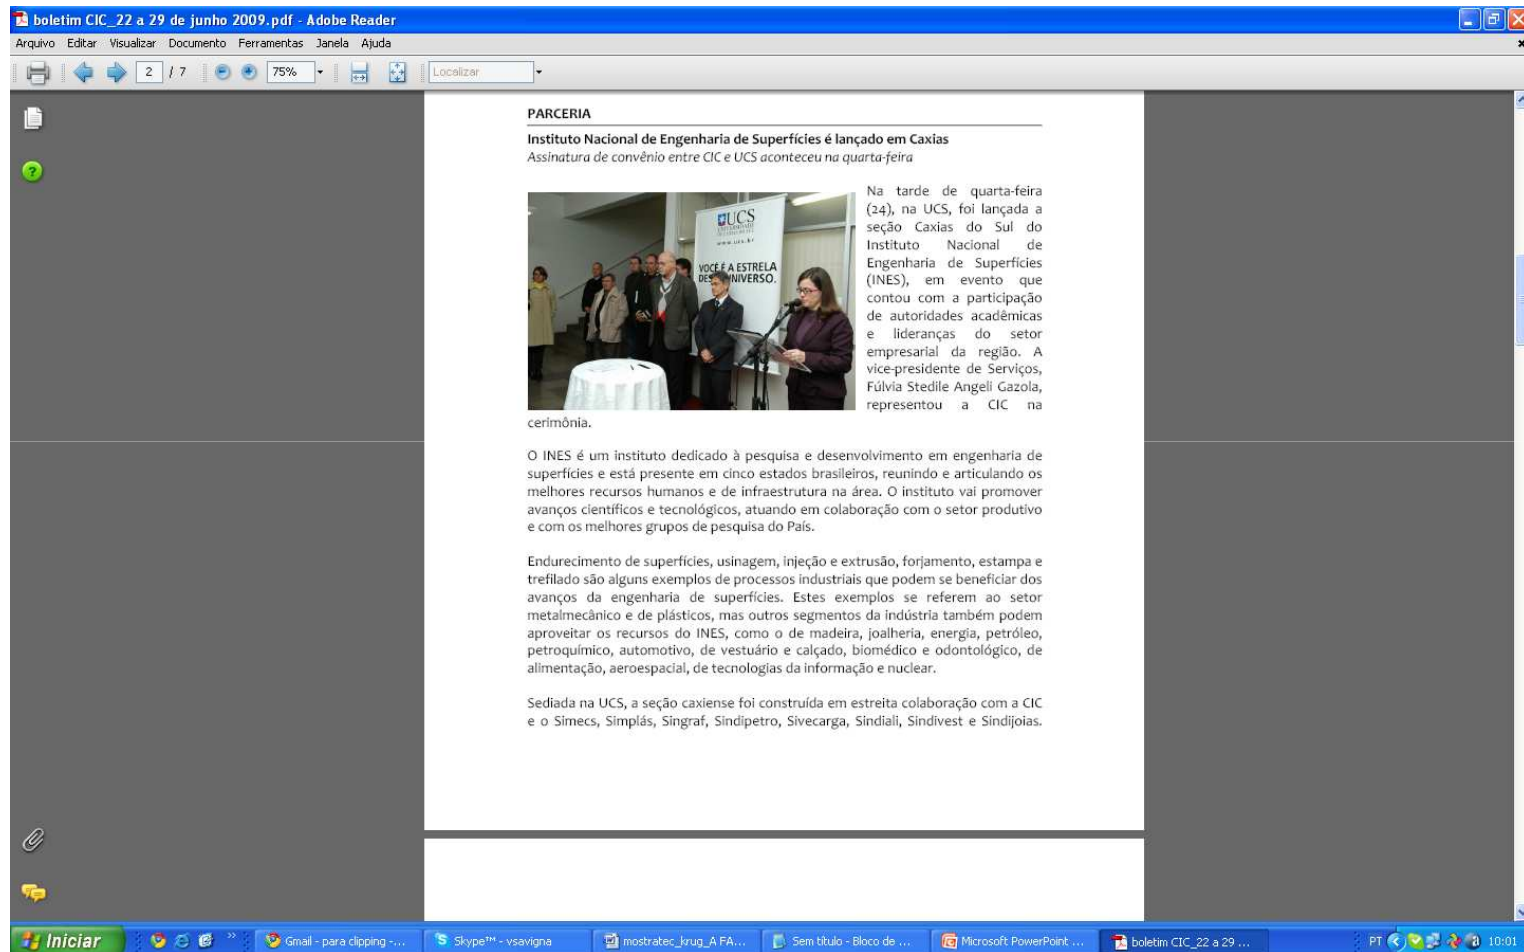 boletim CIC_22 a 29 de junho 2009.pdf - Adobe Reader
Arquivo Editar Visualizar Documento Ferramentas Janela Ajuda
2 / 7 75% Localizar
PARCERIA
Instituto Nacional de Engenharia de Superfícies é lançado em Caxias
Assinatura de convênio entre CIC e UCS aconteceu na quarta-feira
UCS
VOCÊ É A ESTRELA
UNIVERSO.
Na tarde de quarta-feira
(24), na UCS, foi lançada a
seção Caxias do Sul do
Instituto Nacional de
Engenharia de Superfícies
(INES), em evento que
contou com a participação
de autoridades acadêmicas
e lideranças do setor
empresarial da região. A
vice-presidente de Serviços,
Fúlvia Stedile Angeli Gazola,
representou a CIC na
cerimônia.
O INES é um instituto dedicado à pesquisa e desenvolvimento em engenharia de
superfícies e está presente em cinco estados brasileiros, reunindo e articulando os
melhores recursos humanos e de infraestrutura na área. O instituto vai promover
avanços científicos e tecnológicos, atuando em colaboração com o setor produtivo
e com os melhores grupos de pesquisa do País.
Endurecimento de superfícies, usinagem, injeção e extrusão, forjamento, estampa e
trefilado são alguns exemplos de processos industriais que podem se beneficiar dos
avanços da engenharia de superfícies. Estes exemplos se referem ao setor
metalmecânico e de plásticos, mas outros segmentos da indústria também podem
aproveitar os recursos do INES, como o de madeira, joalheria, energia, petróleo,
petroquímico, automotivo, de vestuário e calçado, biomédico e odontológico, de
alimentação, aeroespacial, de tecnologias da informação e nuclear.
Sediada na UCS, a seção caxiense foi construída em estreita colaboração com a CIC
e o Simecs, Simplás, Singraf, Sindipetro, Sivecarga, Sindiali, Sindivest e Sindijoias.
Iniciar Gmail - para clipping -... Skype™ - vsavigna mostratec_krug_A FA... Sem título - Bloco de ... Microsoft PowerPoint ... boletim CIC_22 a 29 ... PT 10:01